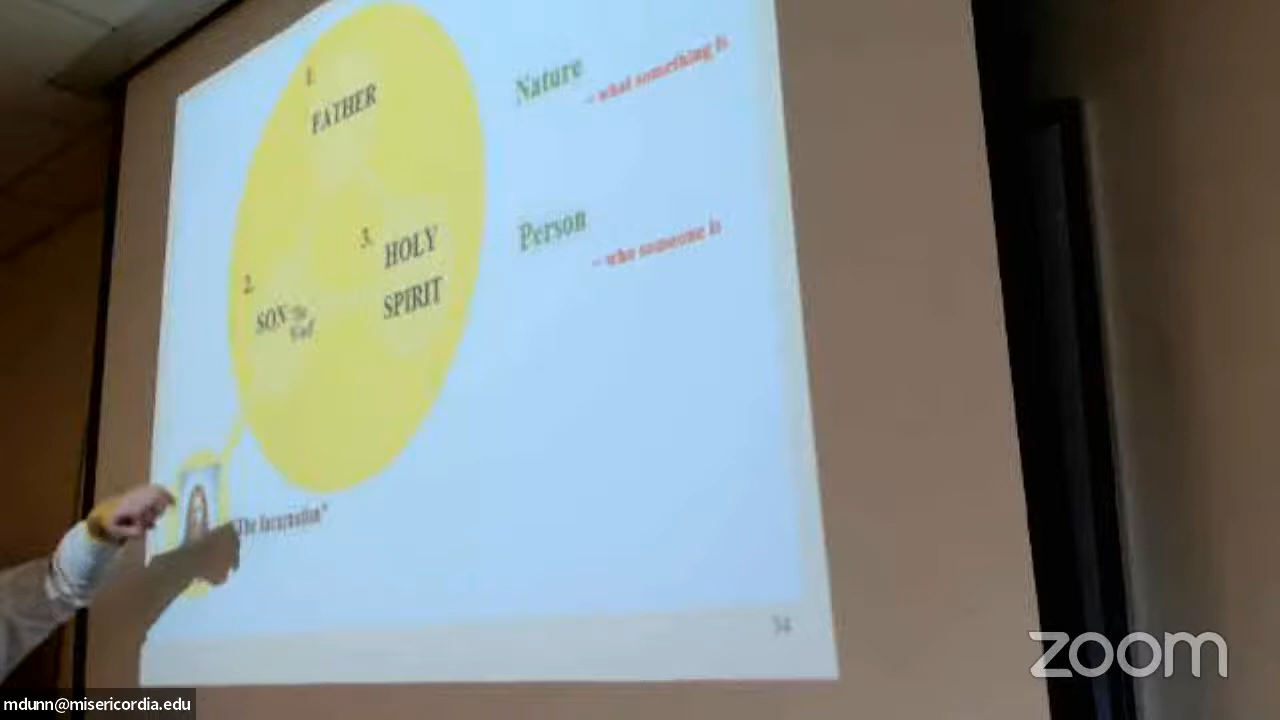 1.
FATHER
3.
HOLY
SPIRIT
2.
SON The
Word
"The Incarnation"
Nature
– what something is
Person
– who someone is
34
zoom
mdunn@misericordia.edu